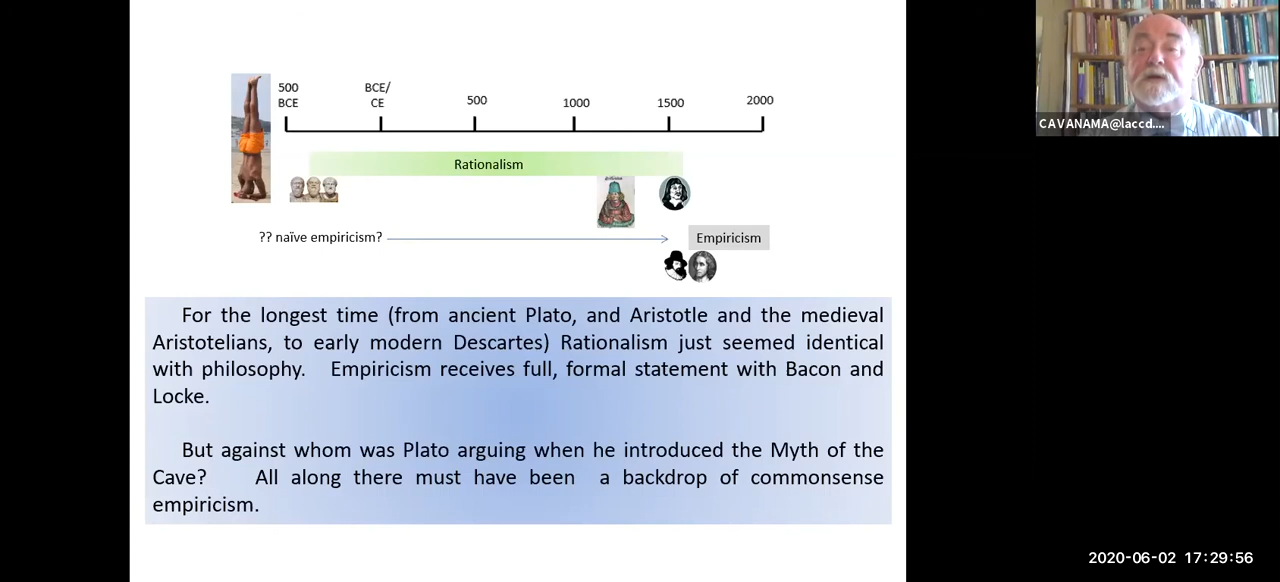 500
BCE
BCE/
CE
500
1000
1500
2000
Rationalism
?? naïve empiricism?
Empiricism
For the longest time (from ancient Plato, and Aristotle and the medieval
Aristotelians, to early modern Descartes) Rationalism just seemed identical
with philosophy. Empiricism receives full, formal statement with Bacon and
Locke.
But against whom was Plato arguing when he introduced the Myth of the
Cave? All along there must have been a backdrop of commonsense
empiricism.
CAVANAMA@laccd....
2020-06-02 17:29:56